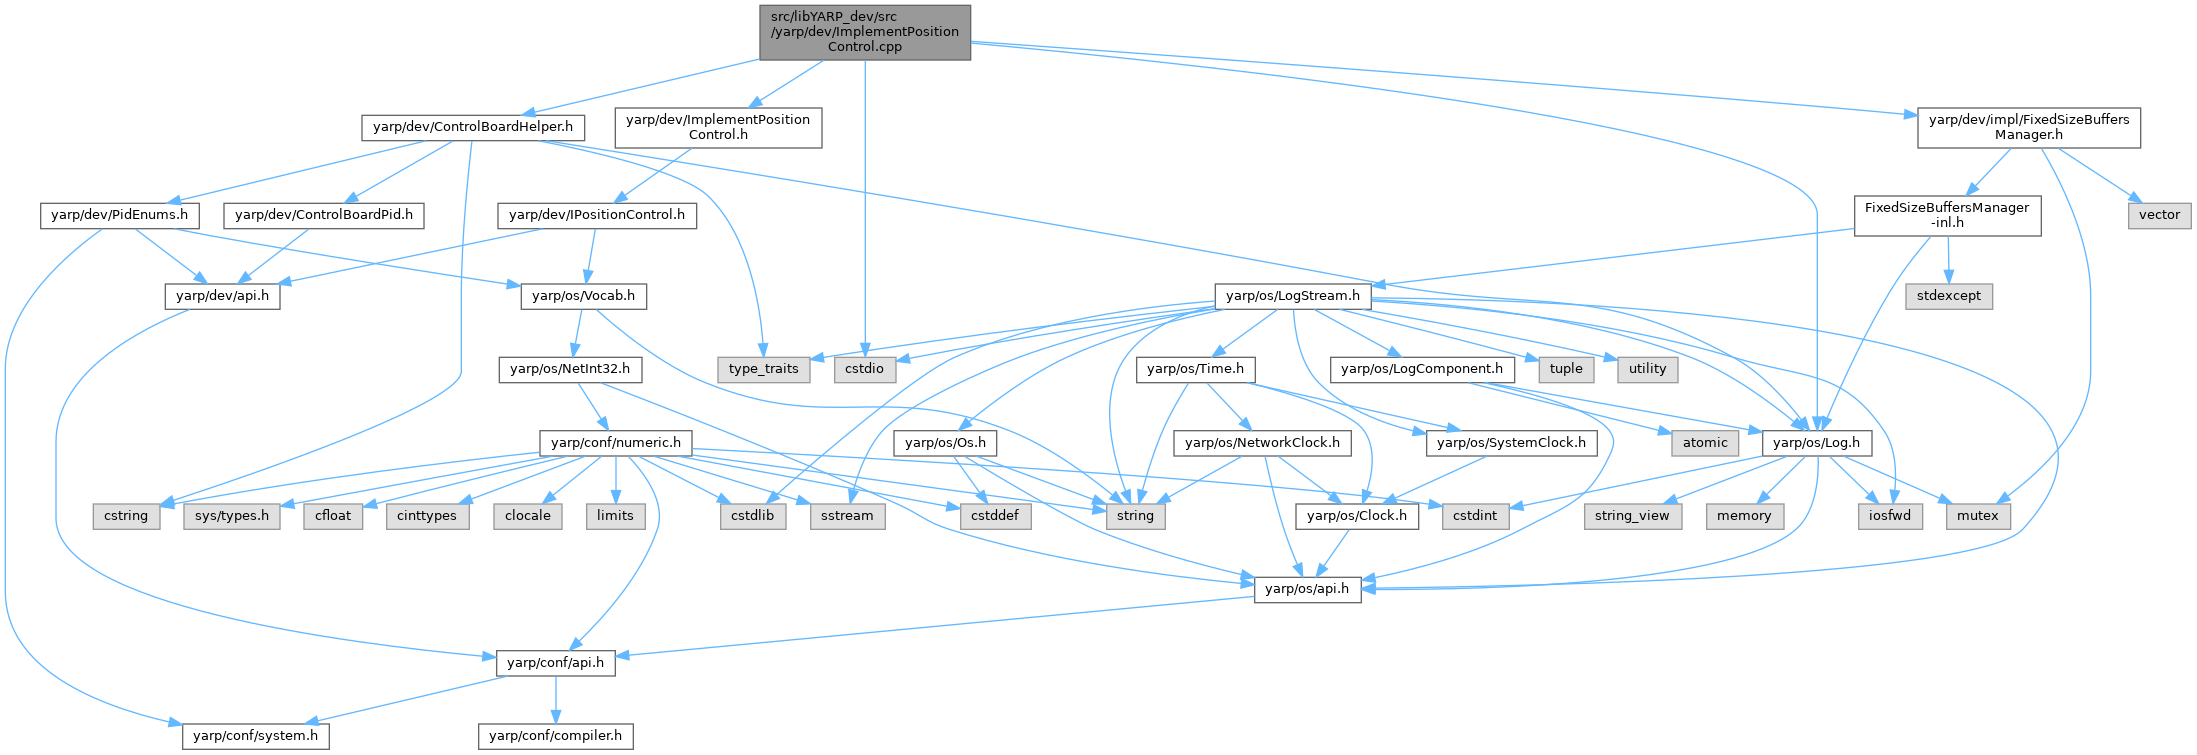 src/libYARP_dev/src
/yarp/dev/ImplementPosition
Control.cpp
yarp/dev/ControlBoardHelper.h
yarp/dev/ImplementPosition
Control.h
yarp/dev/impl/FixedSizeBuffers
Manager.h
yarp/dev/PidEnums.h
yarp/dev/ControlBoardPid.h
yarp/dev/IPositionControl.h
FixedSizeBuffersManager
-inl.h
vector
yarp/dev/api.h
yarp/os/Vocab.h
yarp/os/LogStream.h
stdexcept
yarp/os/NetInt32.h
type_traits
cstdio
yarp/os/Time.h
yarp/os/LogComponent.h
tuple
utility
yarp/conf/numeric.h
yarp/os/Os.h
yarp/os/NetworkClock.h
yarp/os/SystemClock.h
atomic
yarp/os/Log.h
cstring
sys/types.h
cfloat
cinttypes
clocale
limits
cstdlib
sstream
cstddef
string
yarp/os/Clock.h
cstdint
string_view
memory
iosfwd
mutex
yarp/os/api.h
yarp/conf/api.h
yarp/conf/system.h
yarp/conf/compiler.h